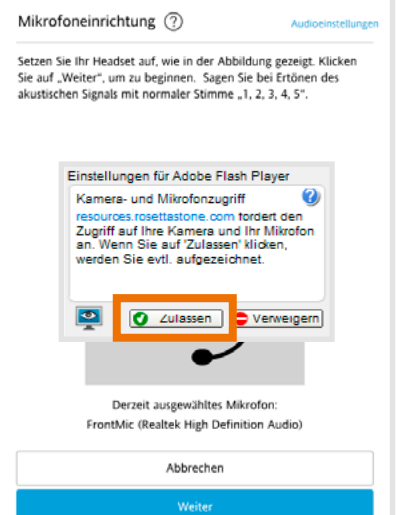 Mikrofoneinrichtung ?
Audioeinstellungen
Setzen Sie Ihr Headset auf, wie in der Abbildung gezeigt. Klicken
Sie auf „Weiter“, um zu beginnen. Sagen Sie bei Ertönen des
akustischen Signals mit normaler Stimme „1, 2, 3, 4, 5“.
Einstellungen für Adobe Flash Player
Kamera- und Mikrofonzugriff ?
resources.rosettastone.com fordert den
Zugriff auf Ihre Kamera und Ihr Mikrofon
an. Wenn Sie auf 'Zulassen' klicken,
werden Sie evtl. aufgezeichnet.
Zulassen
Verweigern
Derzeit ausgewähltes Mikrofon:
FrontMic (Realtek High Definition Audio)
Abbrechen
Weiter